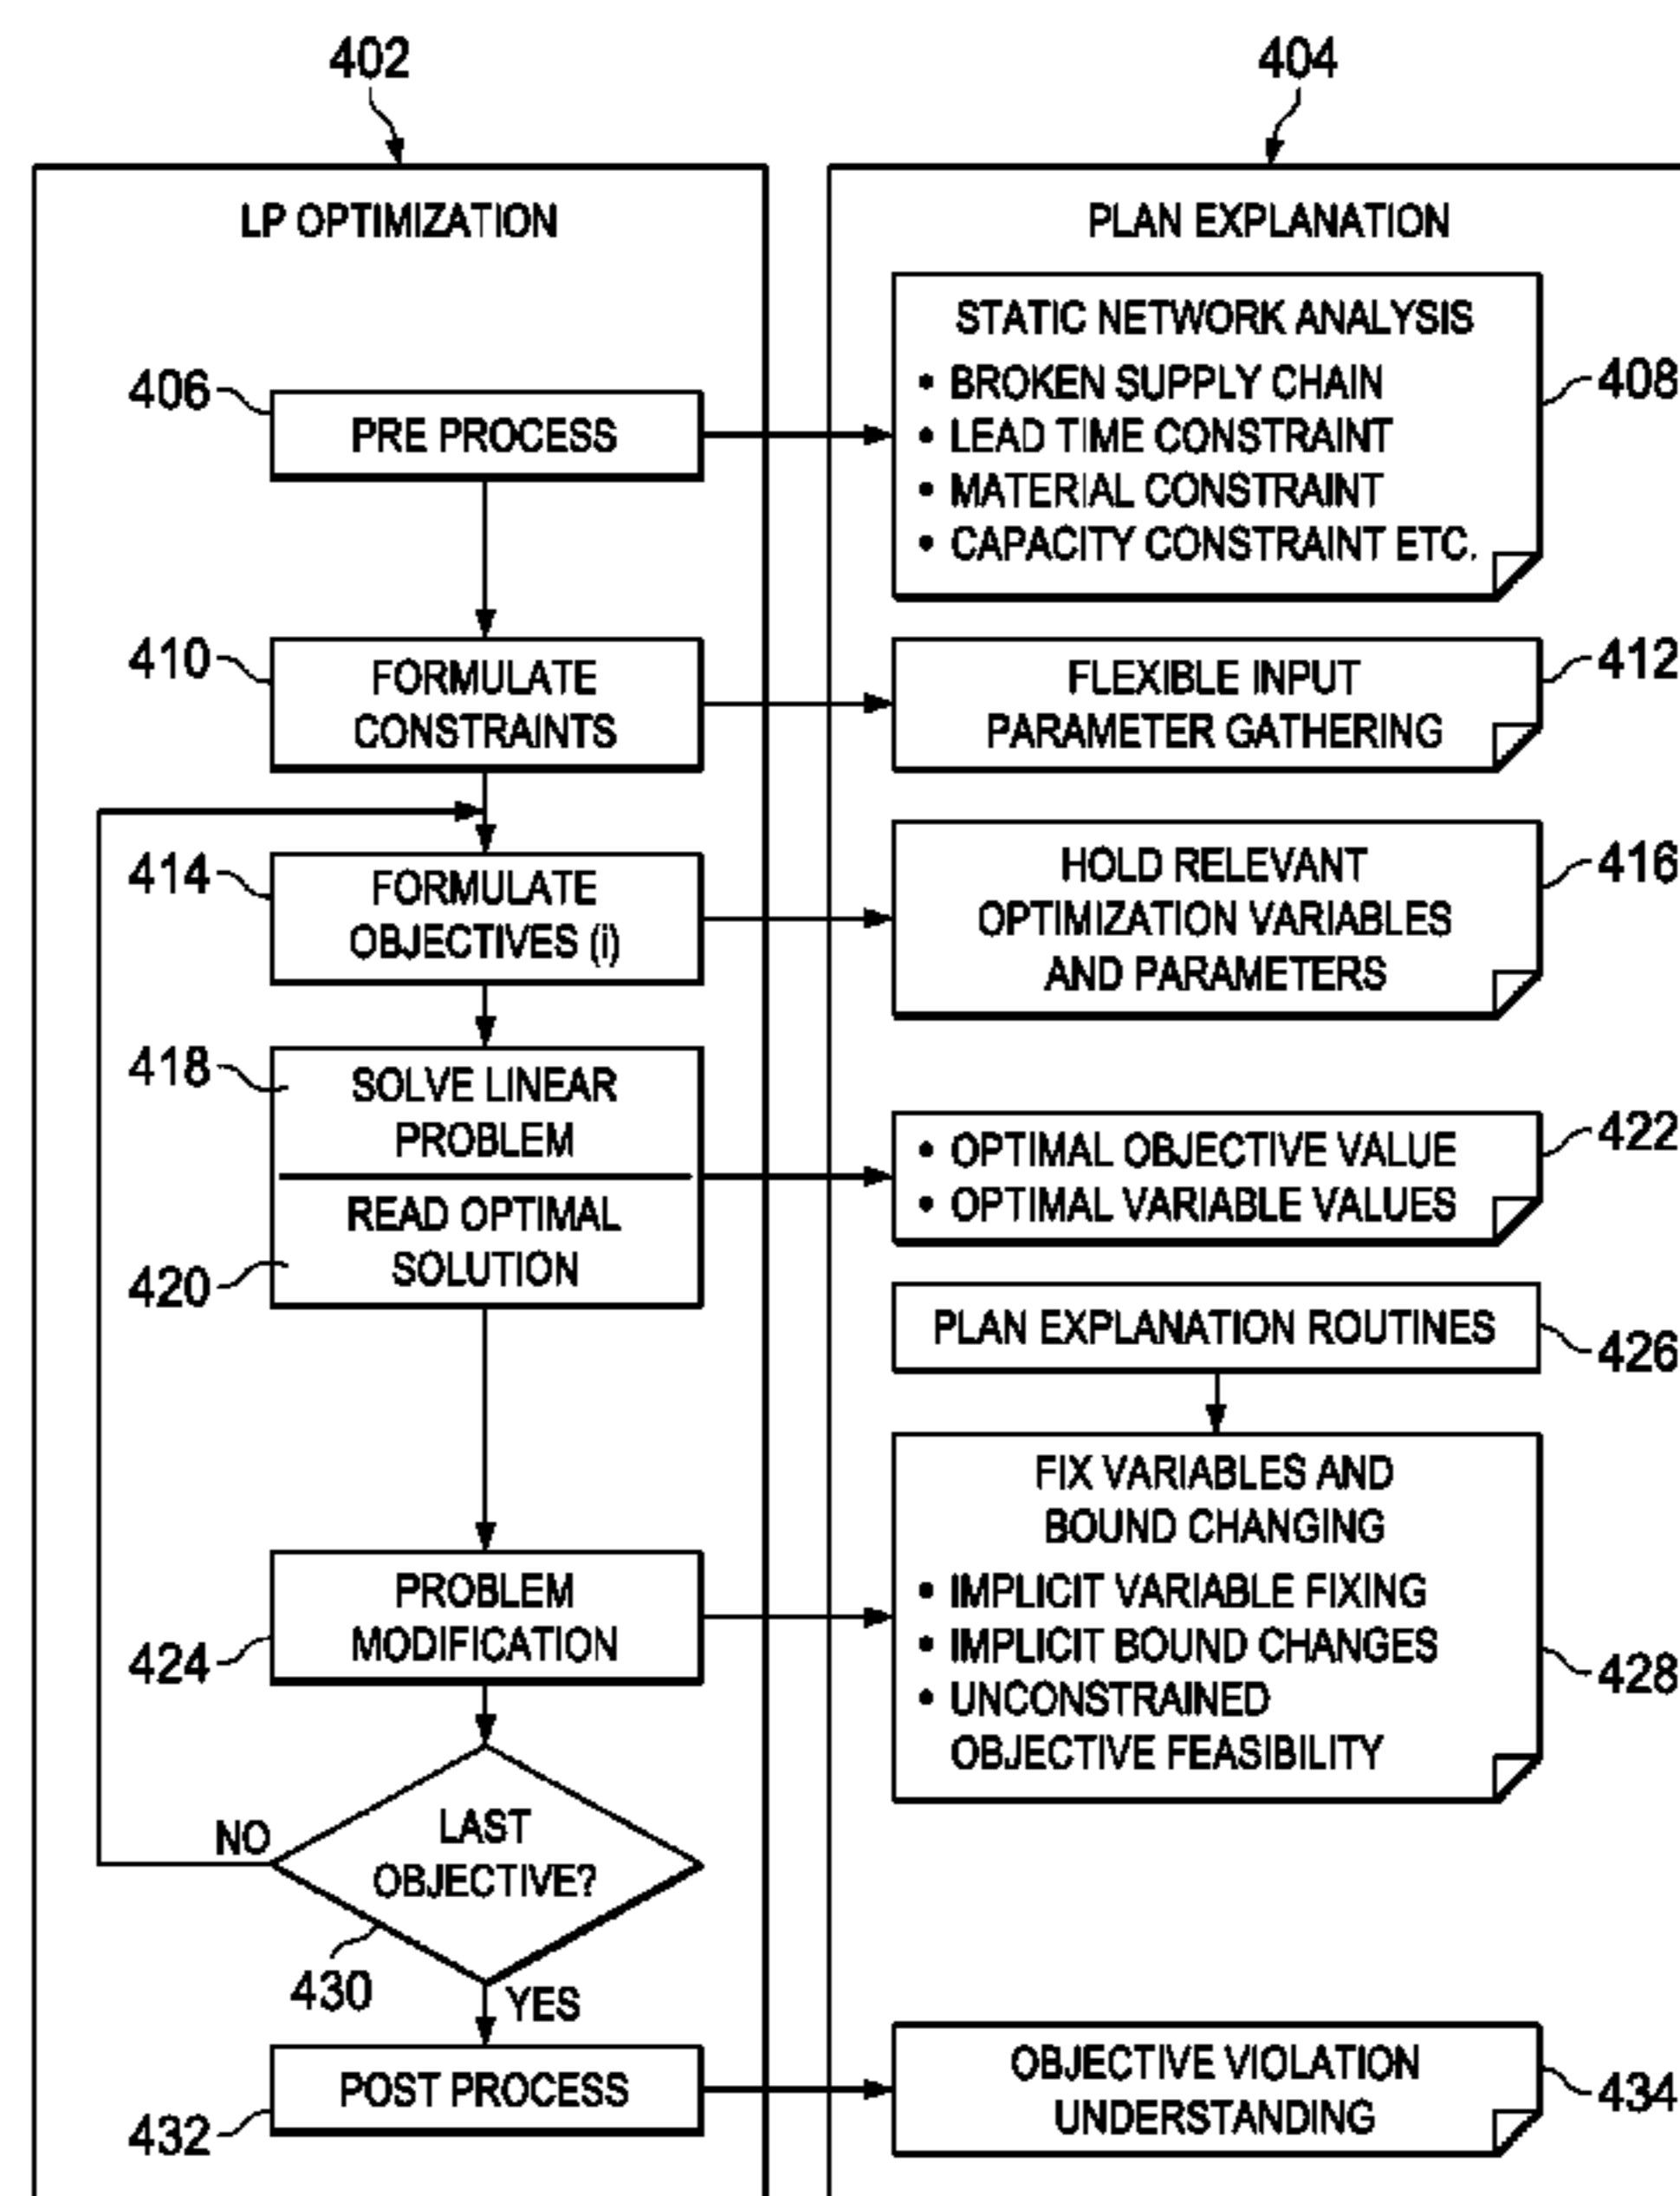 402
404
LP OPTIMIZATION
PLAN EXPLANATION
406
PRE PROCESS
STATIC NETWORK ANALYSIS
• BROKEN SUPPLY CHAIN
• LEAD TIME CONSTRAINT
• MATERIAL CONSTRAINT
• CAPACITY CONSTRAINT ETC.
408
410
FORMULATE
CONSTRAINTS
FLEXIBLE INPUT
PARAMETER GATHERING
412
414
FORMULATE
OBJECTIVES (i)
HOLD RELEVANT
OPTIMIZATION VARIABLES
AND PARAMETERS
416
418
SOLVE LINEAR
PROBLEM
READ OPTIMAL
SOLUTION
420
• OPTIMAL OBJECTIVE VALUE
• OPTIMAL VARIABLE VALUES
422
PLAN EXPLANATION ROUTINES
426
PROBLEM
MODIFICATION
424
FIX VARIABLES AND
BOUND CHANGING
• IMPLICIT VARIABLE FIXING
• IMPLICIT BOUND CHANGES
• UNCONSTRAINED
OBJECTIVE FEASIBILITY
428
NO
LAST
OBJECTIVE?
430
YES
POST PROCESS
432
OBJECTIVE VIOLATION
UNDERSTANDING
434